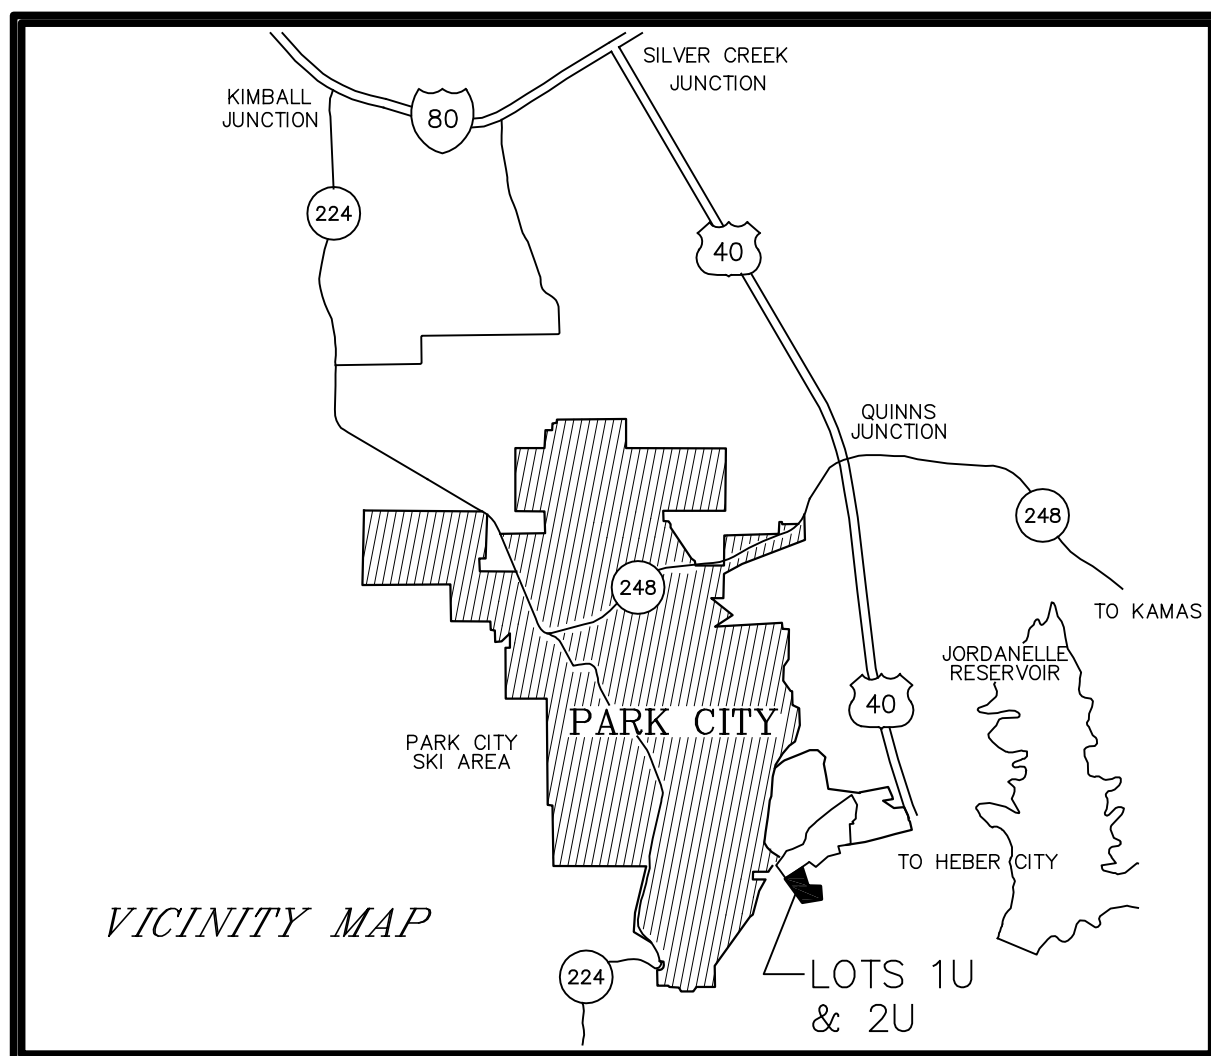 SILVER CREEK
JUNCTION
KIMBALL
JUNCTION
80
224
40
QUINNS
JUNCTION
248
248
TO KAMAS
JORDANELLE
RESERVOIR
40
PARK CITY
PARK CITY
SKI AREA
TO HEBER CITY
VICINITY MAP
224
LOTS 1U
& 2U